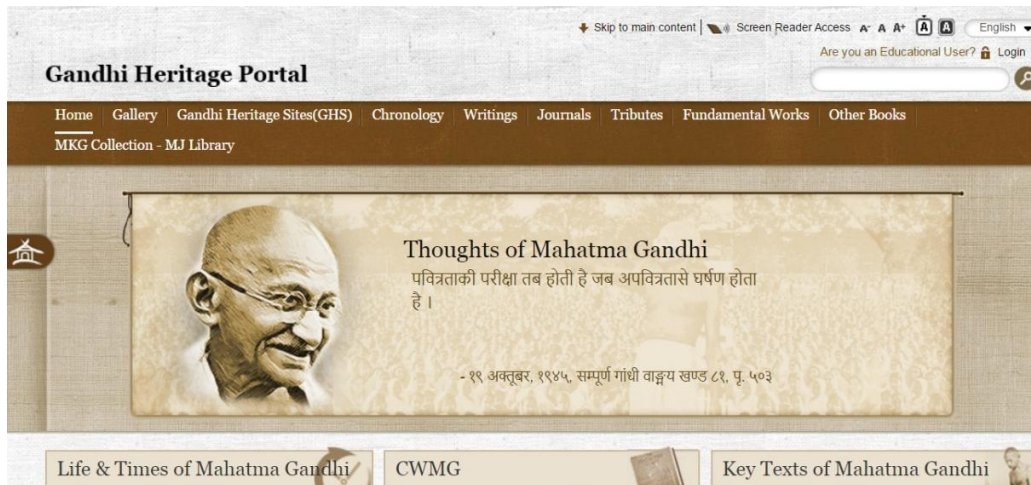 Skip to main content Screen Reader Access A- A A+ A A English
Are you an Educational User? Login
Gandhi Heritage Portal
Home Gallery Gandhi Heritage Sites(GHS) Chronology Writings Journals Tributes Fundamental Works Other Books
MKG Collection - MJ Library
Thoughts of Mahatma Gandhi
पवित्रताकी परीक्षा तब होती है जब अपवित्रतासे घर्षण होता
है ।
- १९ अक्तूबर, १९४५, सम्पूर्ण गांधी वाङ्मय खण्ड ८१, पृ. ५०३
Life & Times of Mahatma Gandhi CWMG Key Texts of Mahatma Gandhi